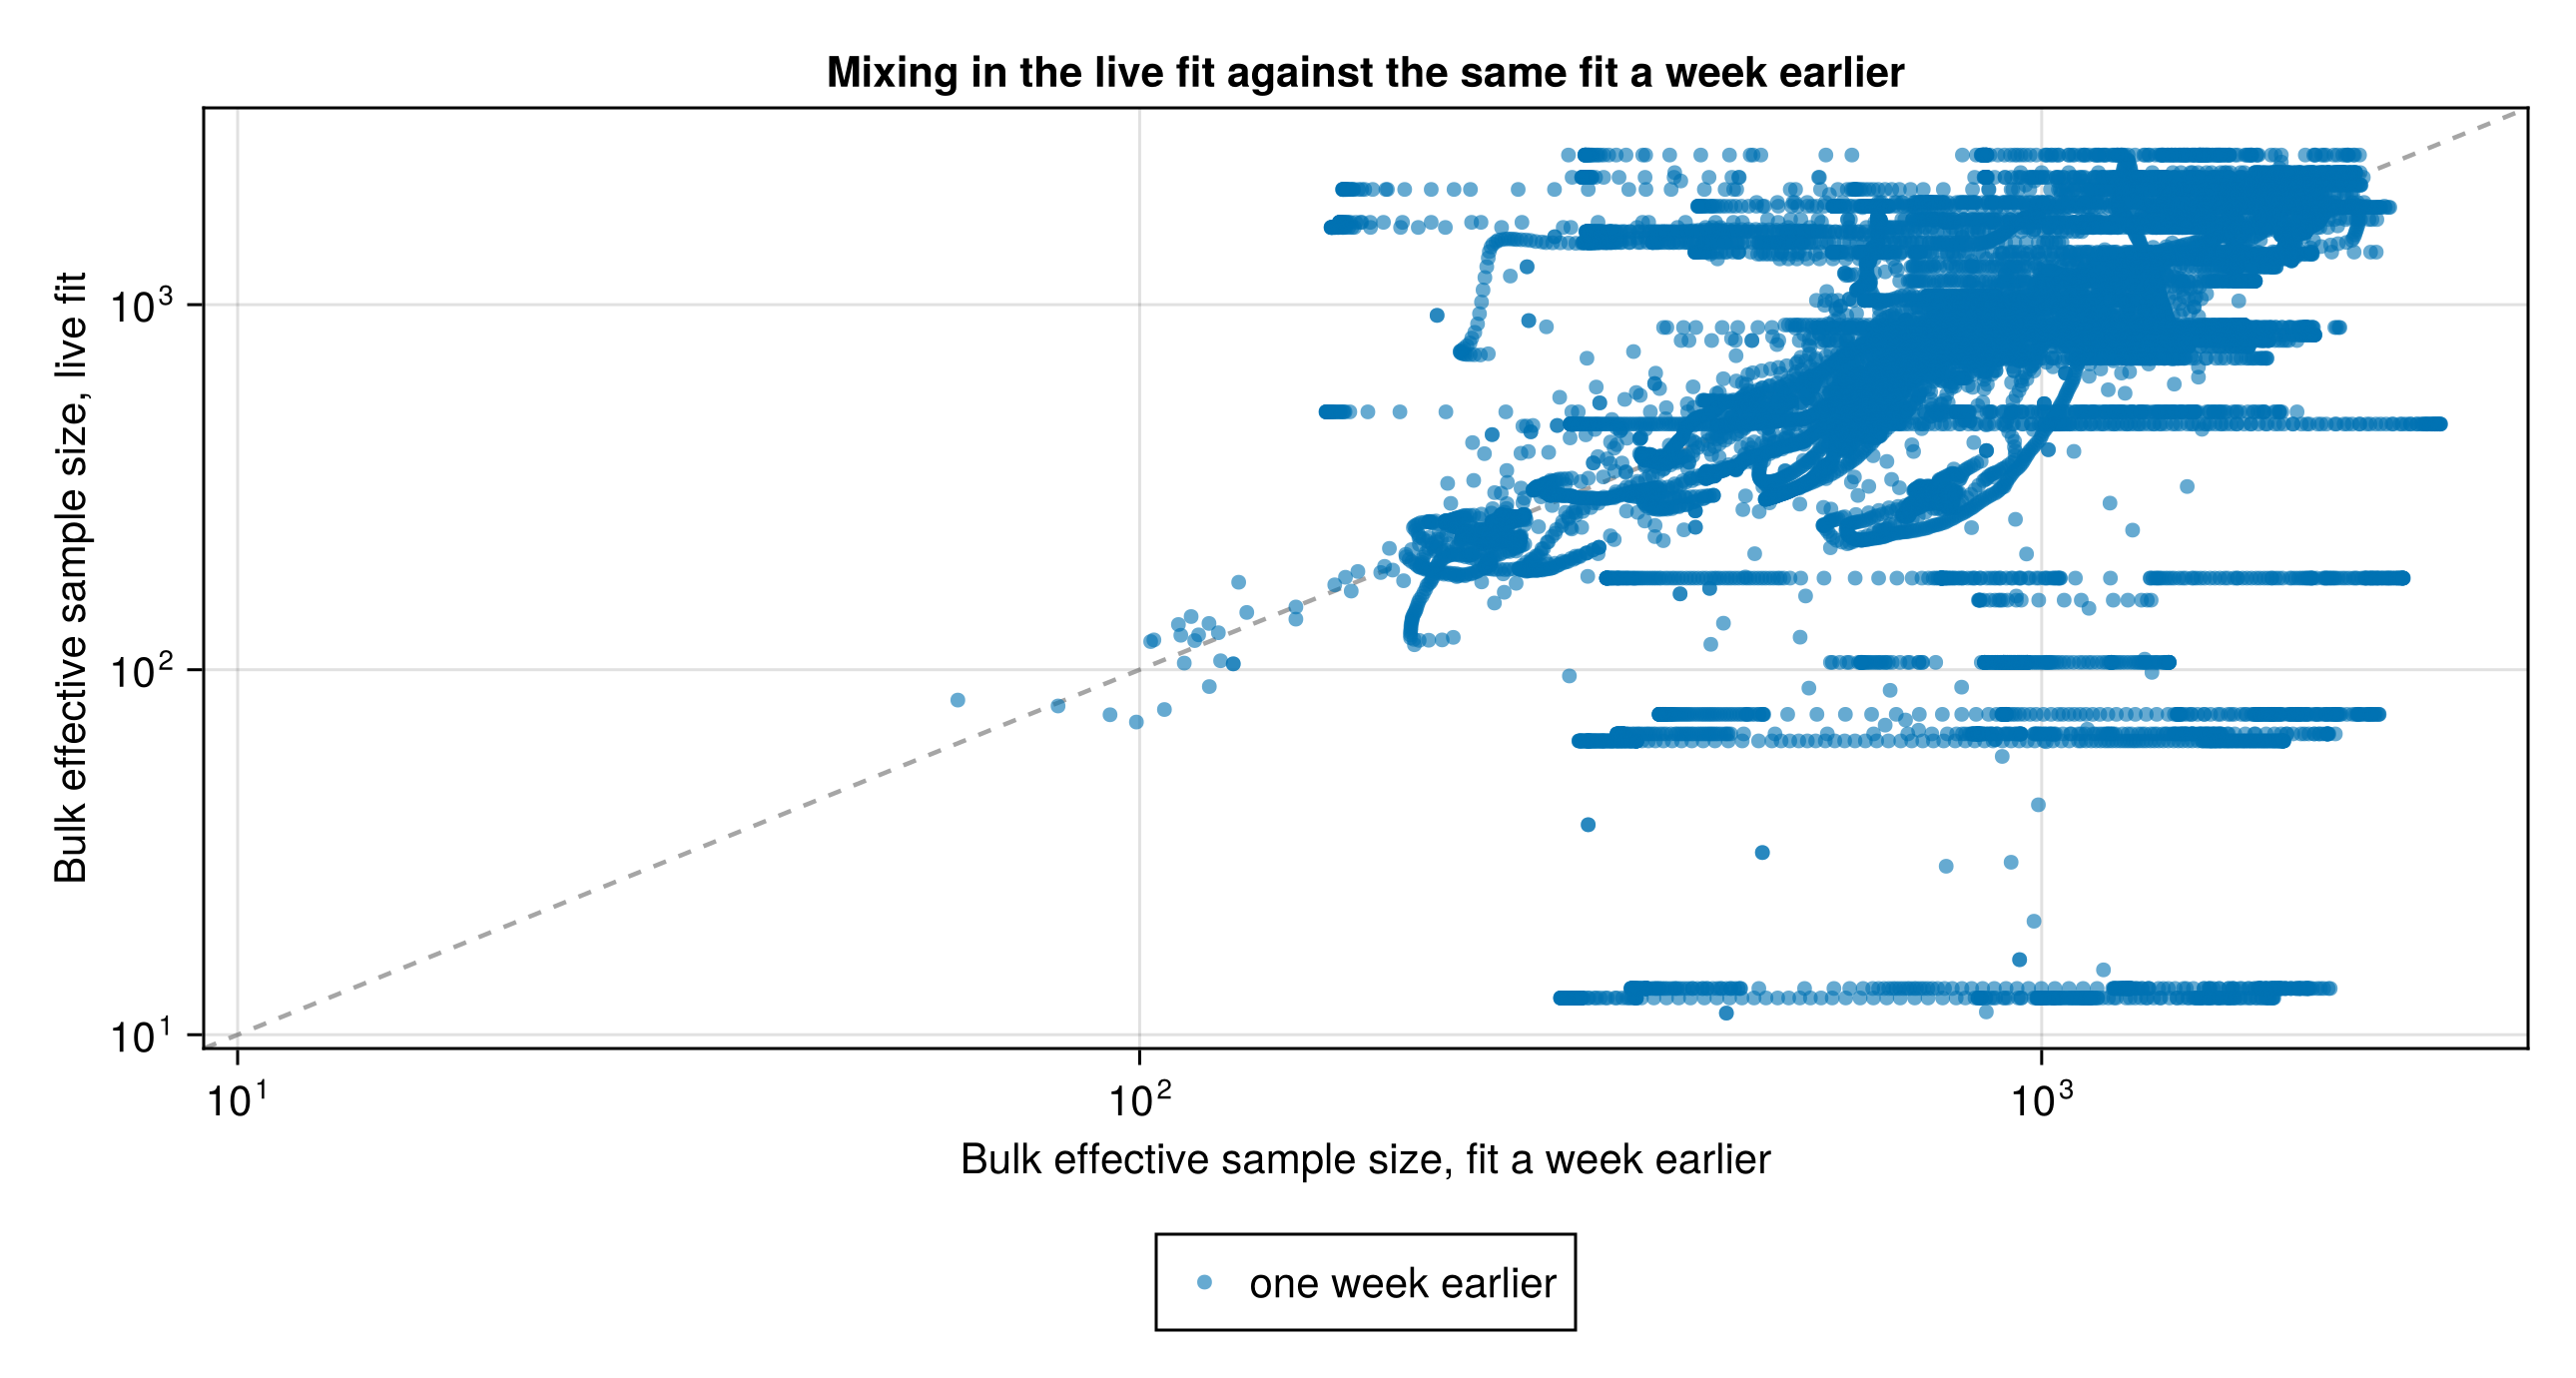 Mixing in the live fit against the same fit a week earlier
Bulk effective sample size, live fit
10³
10²
10¹
10¹
10²
10³
Bulk effective sample size, fit a week earlier
one week earlier